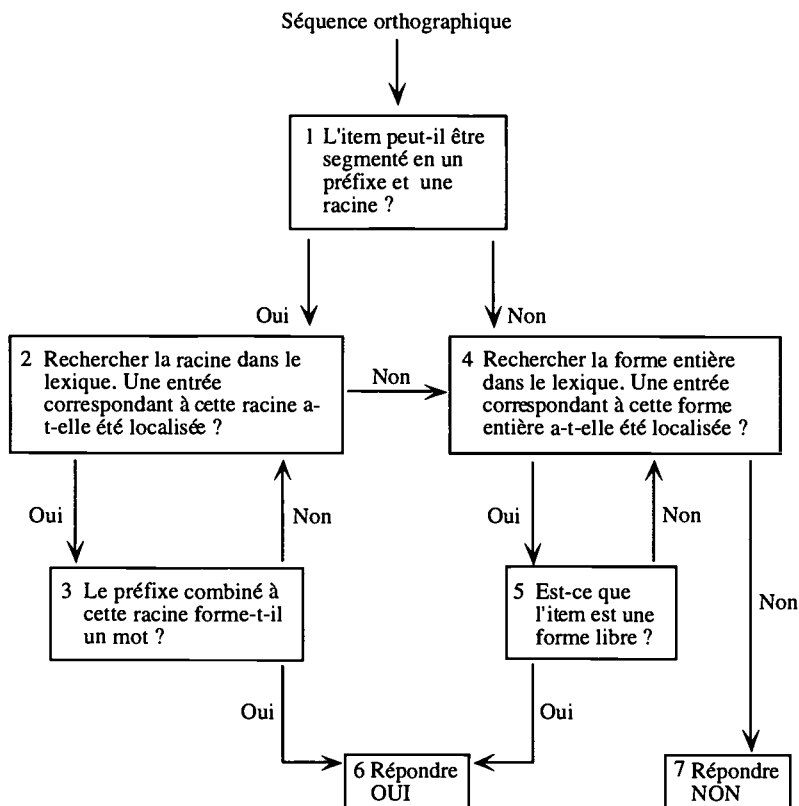 Séquence orthographique
1 L'item peut-il être
segmenté en un
préfixe et une
racine ?
Oui
Non
2 Rechercher la racine dans le
lexique. Une entrée
correspondant à cette racine a-
t-elle été localisée ?
Non
4 Rechercher la forme entière
dans le lexique. Une entrée
correspondant à cette forme
entière a-t-elle été localisée ?
Oui
Non
Oui
Non
Non
3 Le préfixe combiné à
cette racine forme-t-il
un mot ?
5 Est-ce que
l'item est une
forme libre ?
Oui
Oui
6 Répondre
OUI
7 Répondre
NON